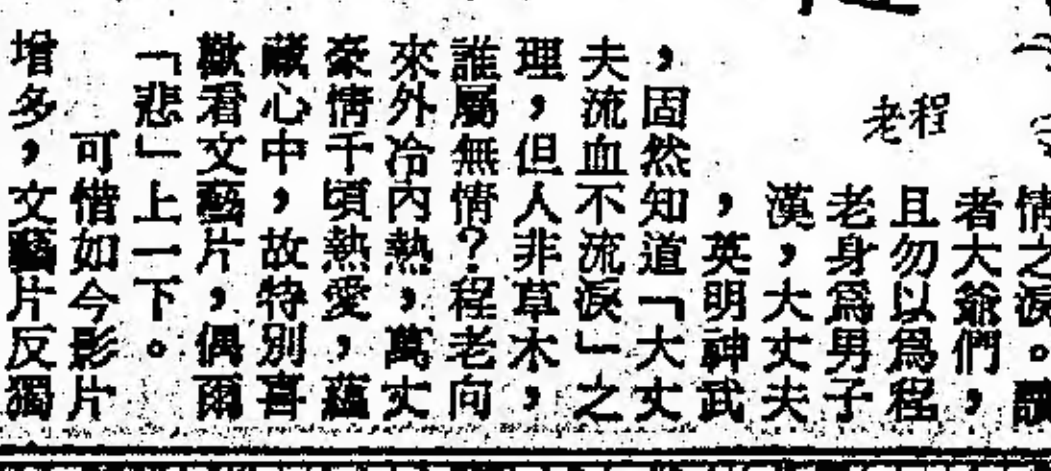 情之淚。讀
者大爺們，
且勿以爲程
老身爲男子
漢，大丈夫
，英明神武
，固然知道「大丈
夫流血不流淚」之
理，但人非草木，
誰屬無情？程老向
來外冷內熱，萬丈
豪情千頃熱愛，蘊
藏心中，故特別喜
歡看文藝片，偶爾
「悲」上一下。
可惜如今影片
增多，文藝片反獨
老程